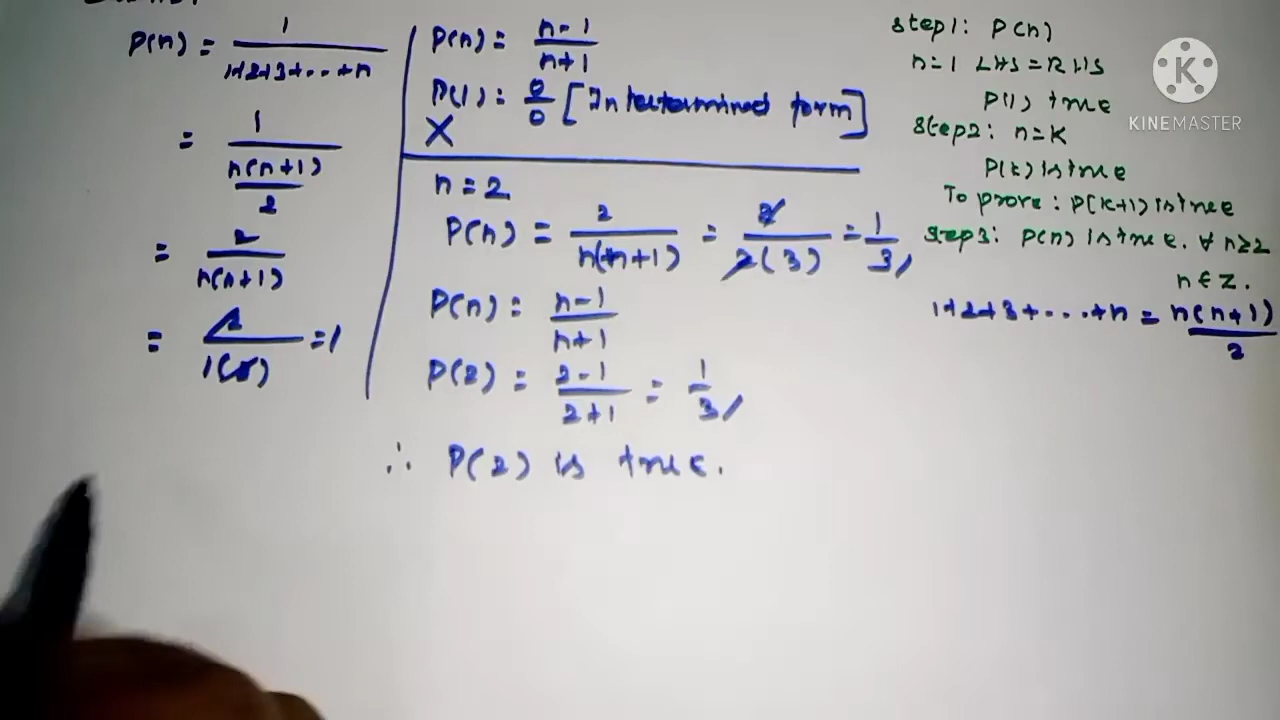 P(n) = 1 / 1+2+3+...+n
= 1 / n(n+1) / 2
= 2 / n(n+1)
= 2 / 1(2) = 1
P(n) = n-1 / n+1
P(1) = 0 / 0 [Intertermined form]
X
n = 2
P(n) = 2 / n(n+1) = 2 / 2(3) = 1 / 3,
P(n) = n-1 / n+1
P(2) = 2-1 / 2+1 = 1 / 3,
∴ P(2) is true.
Step1: P(n)
n=1 LHS=RHS
P(1) true
Step2: n=K
P(k) is true
To prove: P(K+1) is true
Step3: P(n) is true. ∀ n≥2
n∈Z.
1+2+3+...+n = n(n+1) / 2
KINEMASTER